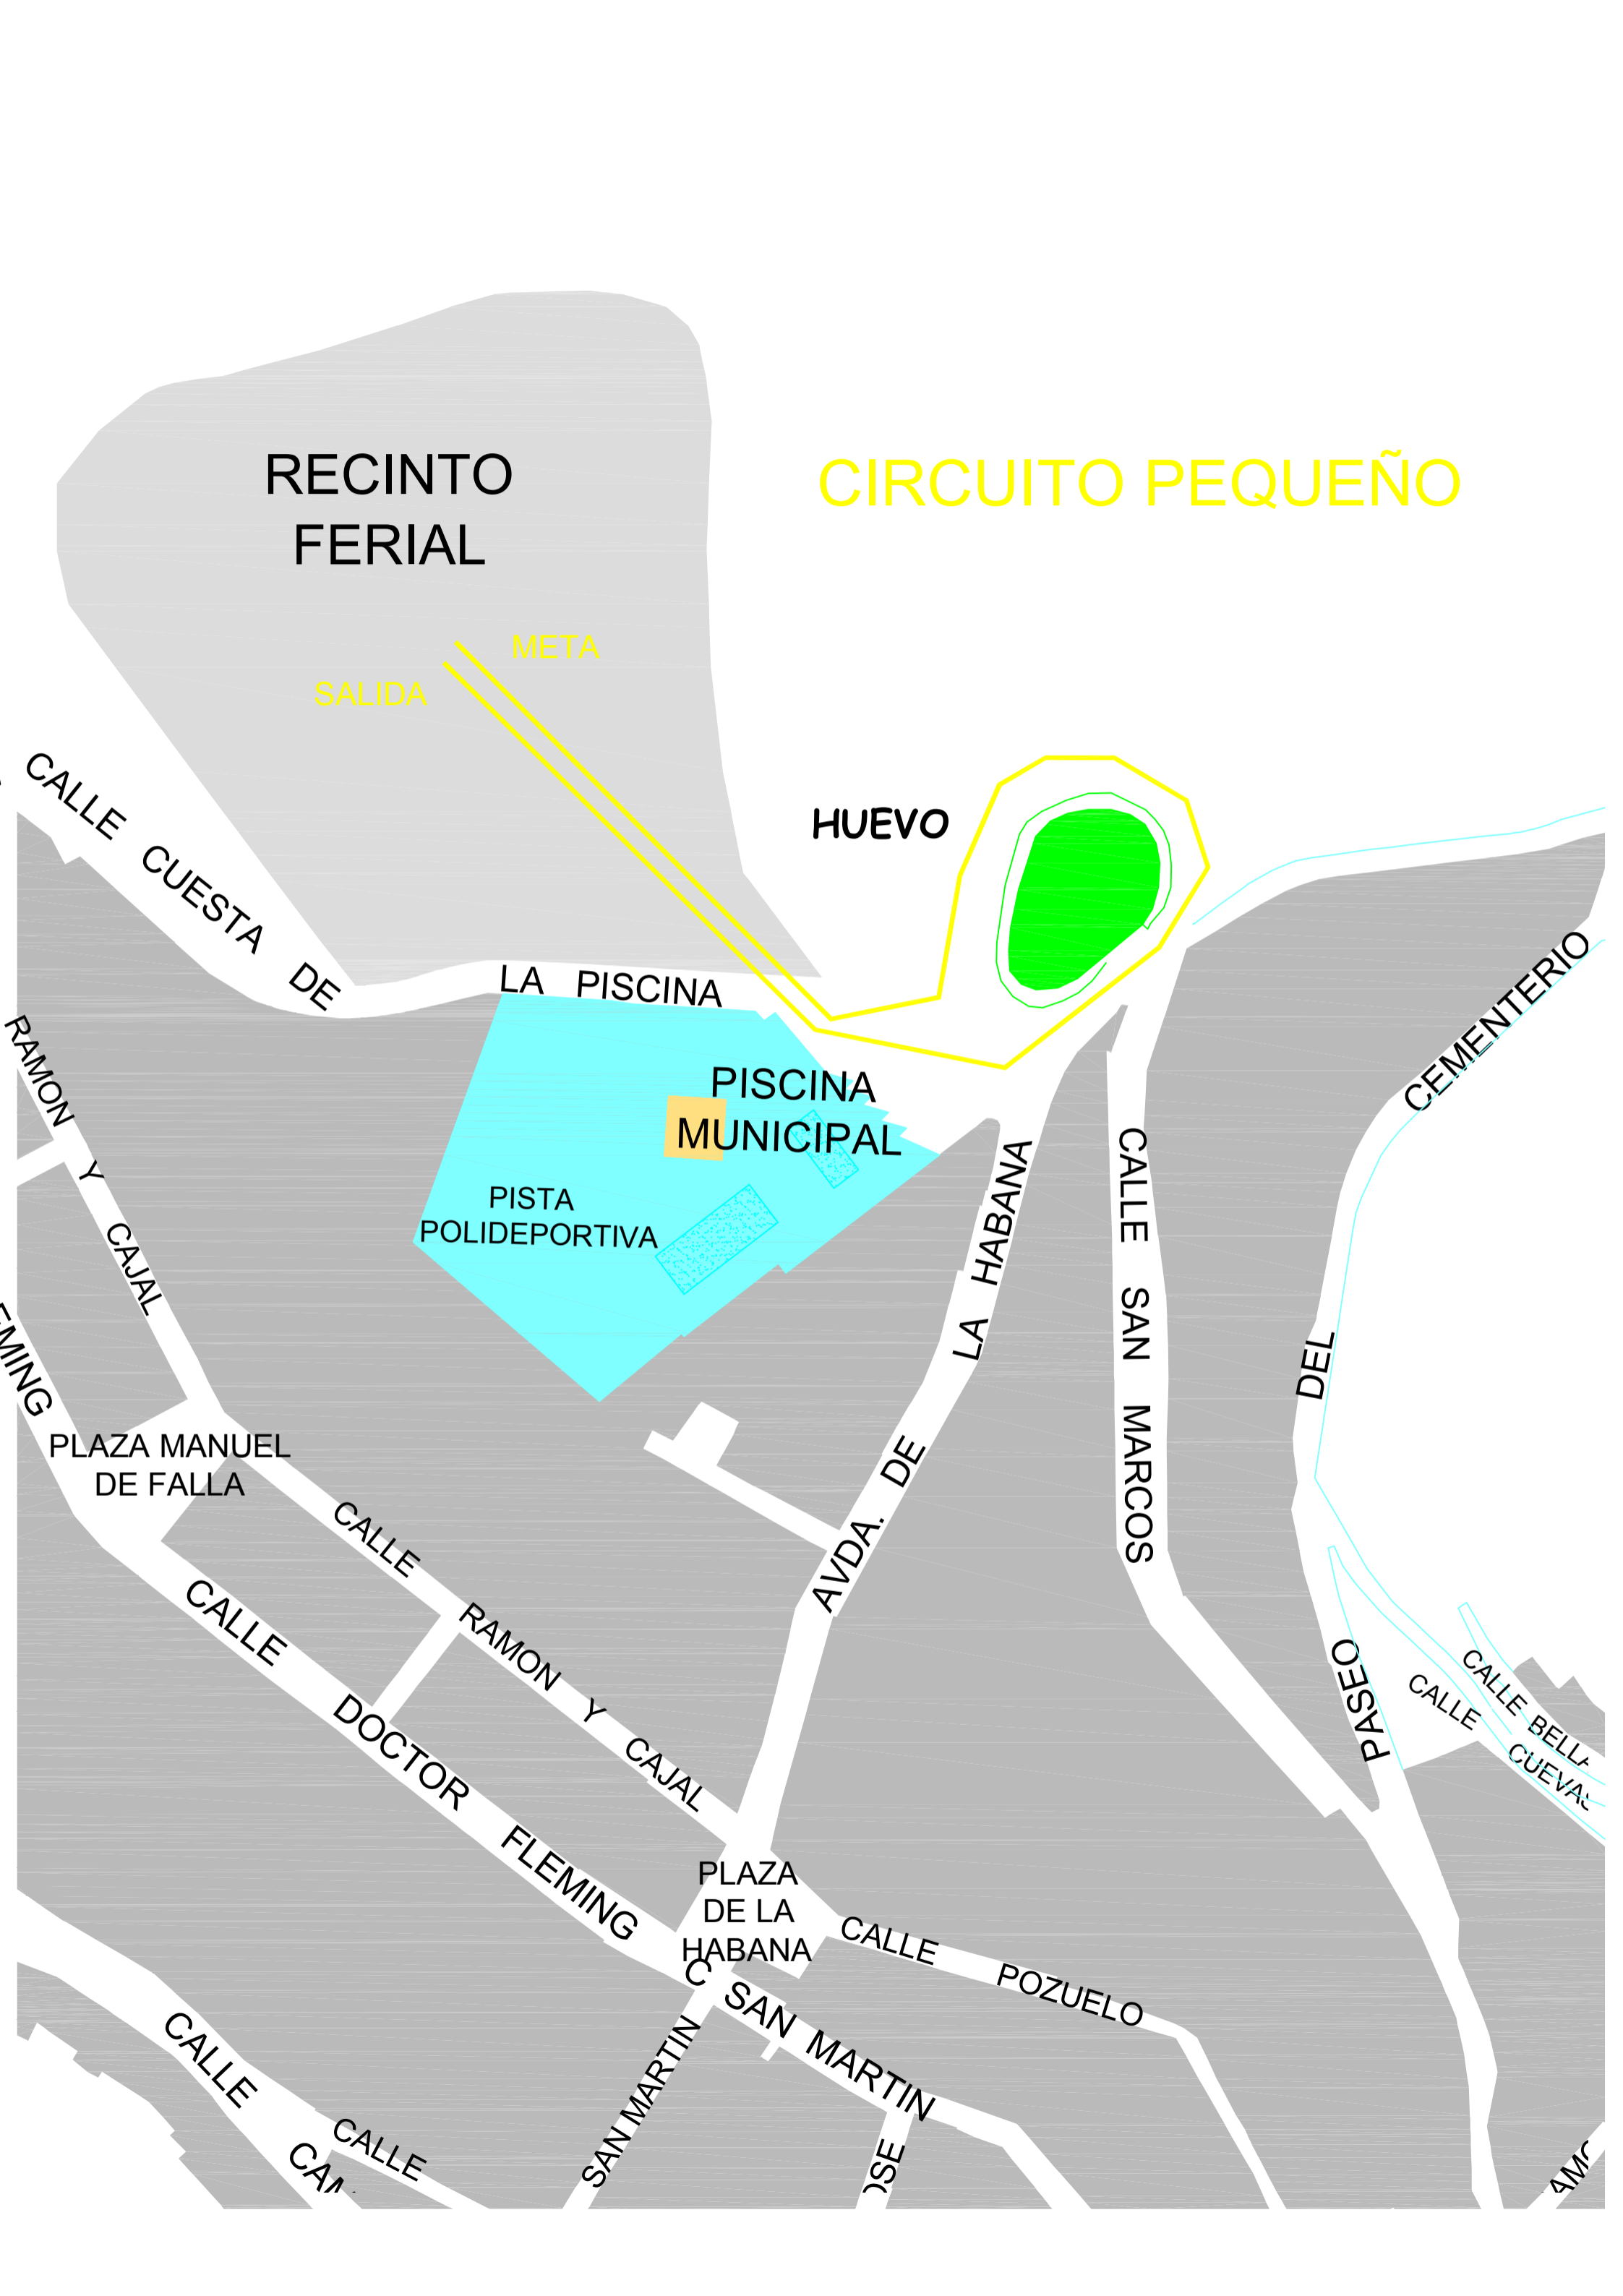 RECINTO
FERIAL
CIRCUITO PEQUEÑO
META
SALIDA
HUEVO
CALLE CUESTA DE LA PISCINA
PISCINA
MUNICIPAL
PISTA
POLIDEPORTIVA
RAMON Y CAJAL
PLAZA MANUEL
DE FALLA
CALLE RAMON Y CAJAL
CALLE DOCTOR FLEMING
AVDA. DE LA HABANA
CALLE SAN MARCOS
PASEO DEL CEMENTERIO
CALLE BELLA
CALLE CUEVAS
PLAZA
DE LA
HABANA
CALLE POZUELO
C SAN MARTIN
SAN MARTIN
CALLE
CALLE